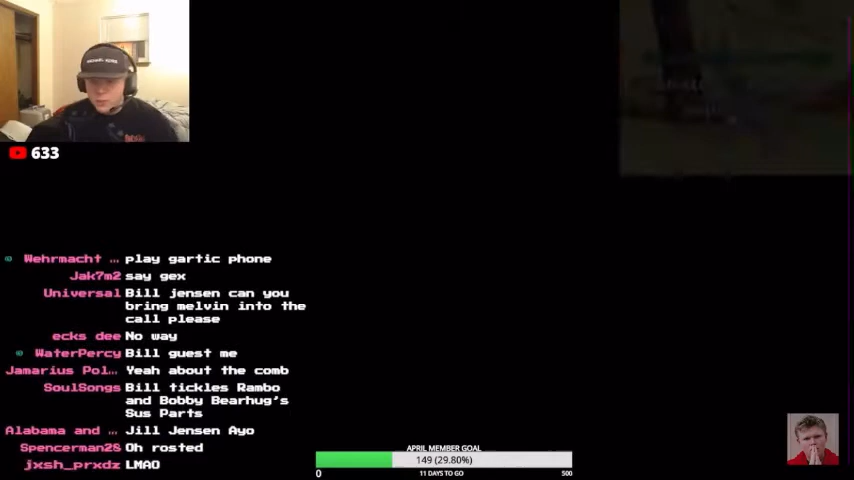 MICHAEL KORS
633
Wehrmacht ... play gartic phone
Jak7m2 say gex
Universal Bill jensen can you
bring melvin into the
call please
ecks dee No way
WaterPercy Bill guest me
Jamarius Pol... Yeah about the comb
SoulSongs Bill tickles Rambo
and Bobby Bearhug's
Sus Parts
Alabama and ... Jill Jensen Ayo
Spencerman28 Oh rosted
jxsh_prxdz LMAO
APRIL MEMBER GOAL
149 (29.80%)
0 11 DAYS TO GO 500